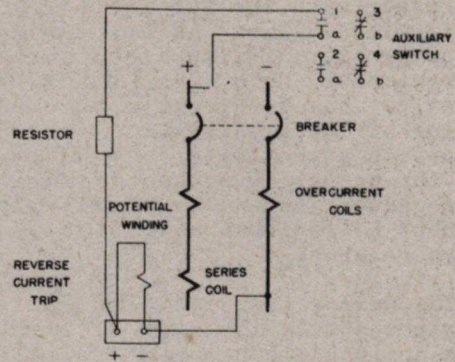 1 3
a b
AUXILIARY
SWITCH
2 4
a b
+ -
RESISTOR
BREAKER
OVERCURRENT
COILS
POTENTIAL
WINDING
REVERSE
CURRENT
TRIP
SERIES
COIL
+ -